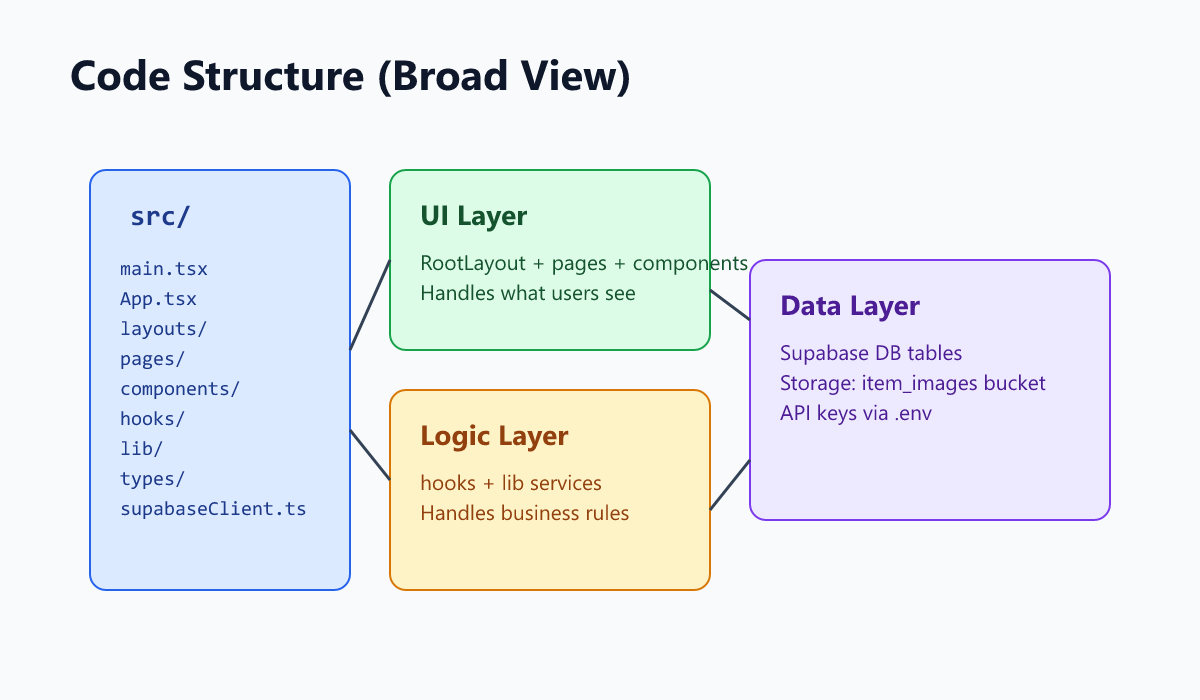 Code Structure (Broad View)
src/
main.tsx
App.tsx
layouts/
pages/
components/
hooks/
lib/
types/
supabaseClient.ts
UI Layer
RootLayout + pages + components
Handles what users see
Logic Layer
hooks + lib services
Handles business rules
Data Layer
Supabase DB tables
Storage: item_images bucket
API keys via .env